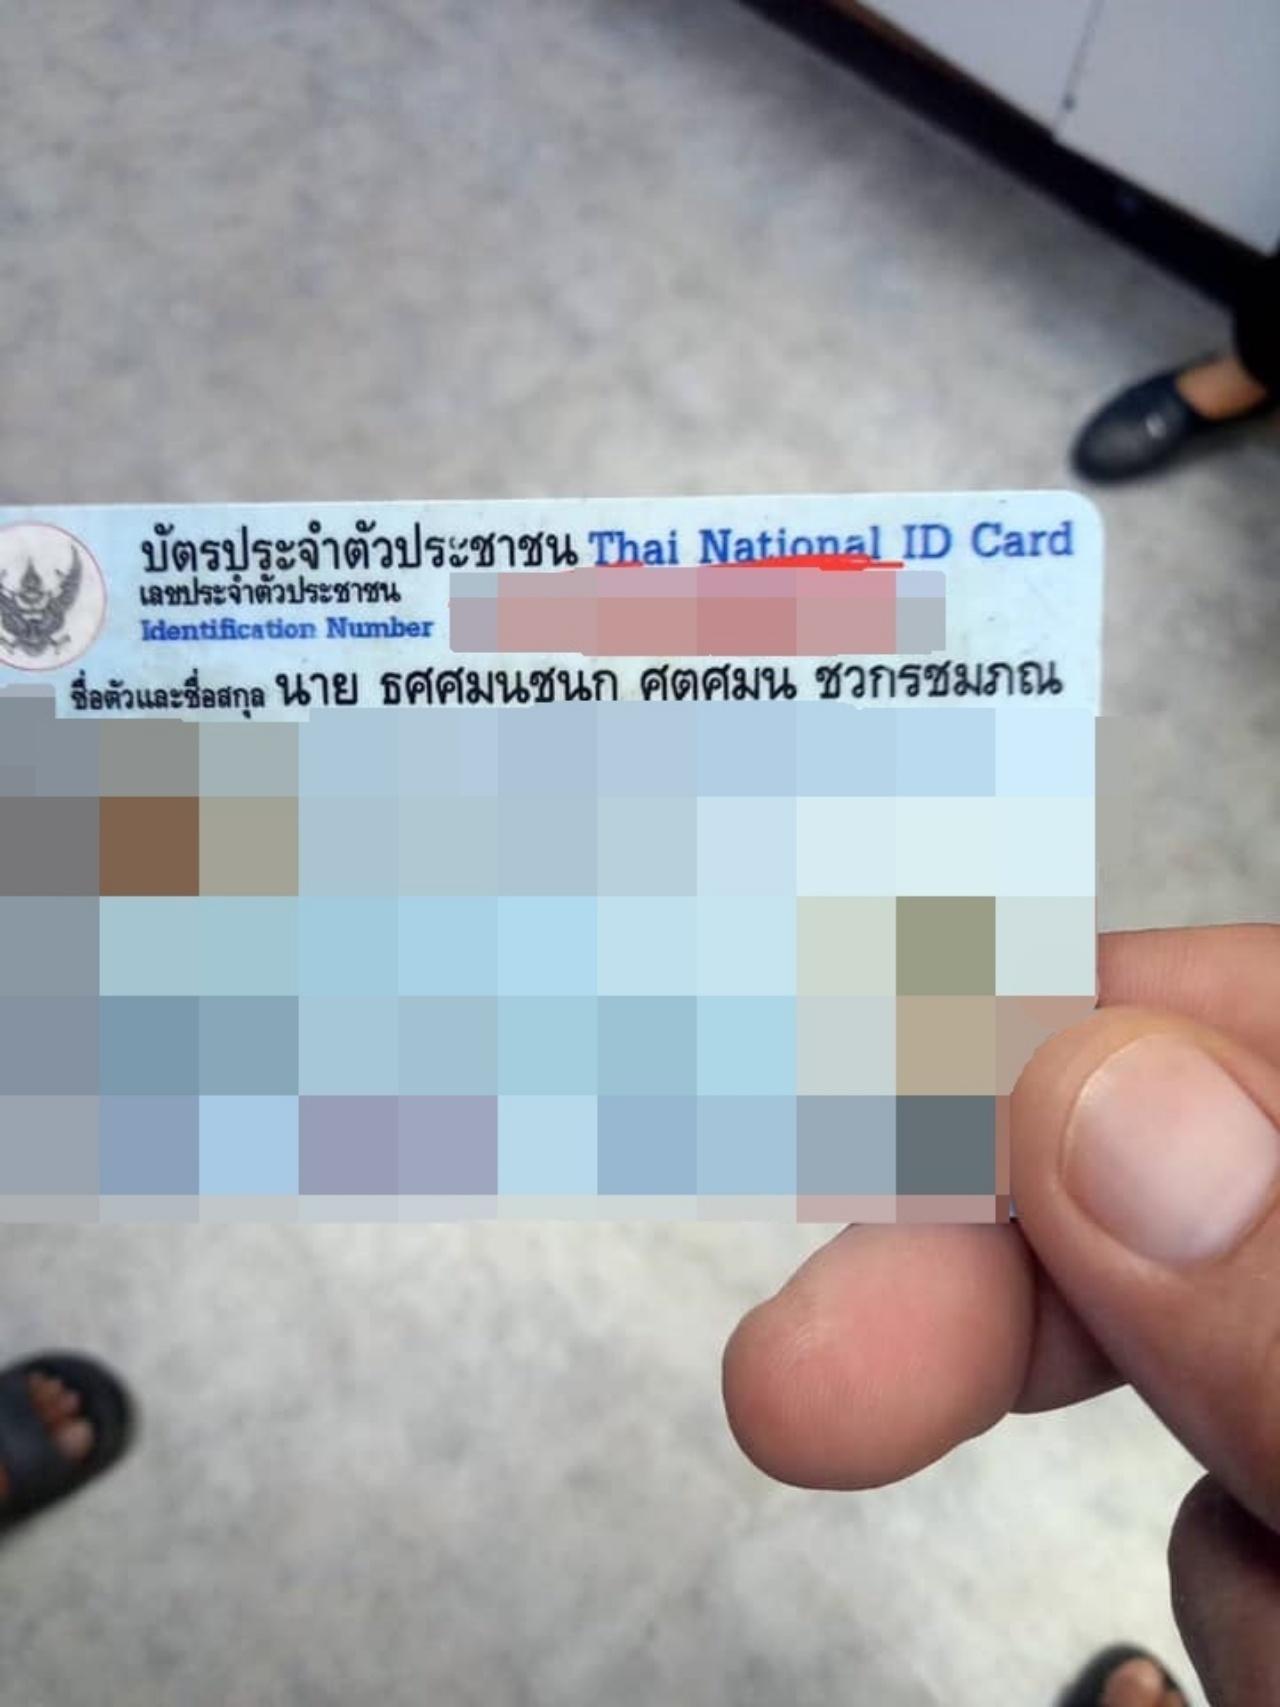 บัตรประจำตัวประชาชน Thai National ID Card
เลขประจำตัวประชาชน
Identification Number
ชื่อตัวและชื่อสกุล นาย ธศศมนชนก ศตศมน ชวกรชมภณ